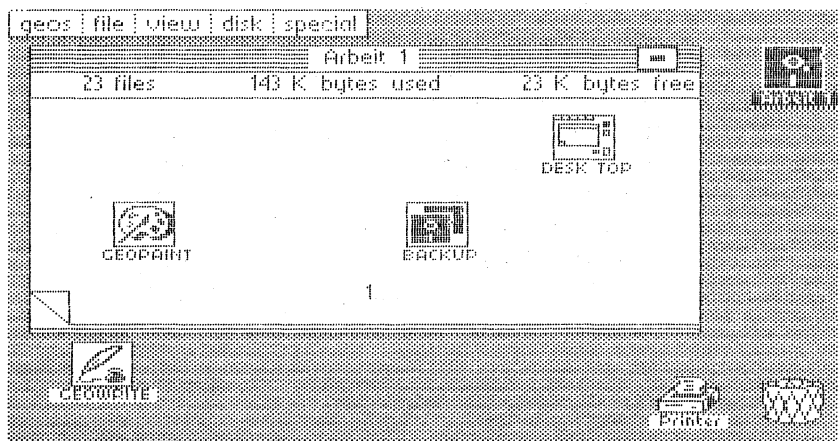 geos file view disk special
Arbeit 1
23 files 143 K bytes used 23 K bytes free
DESK TOP
GEOPAINT BACKUP
1
GEOWRITE
Printer